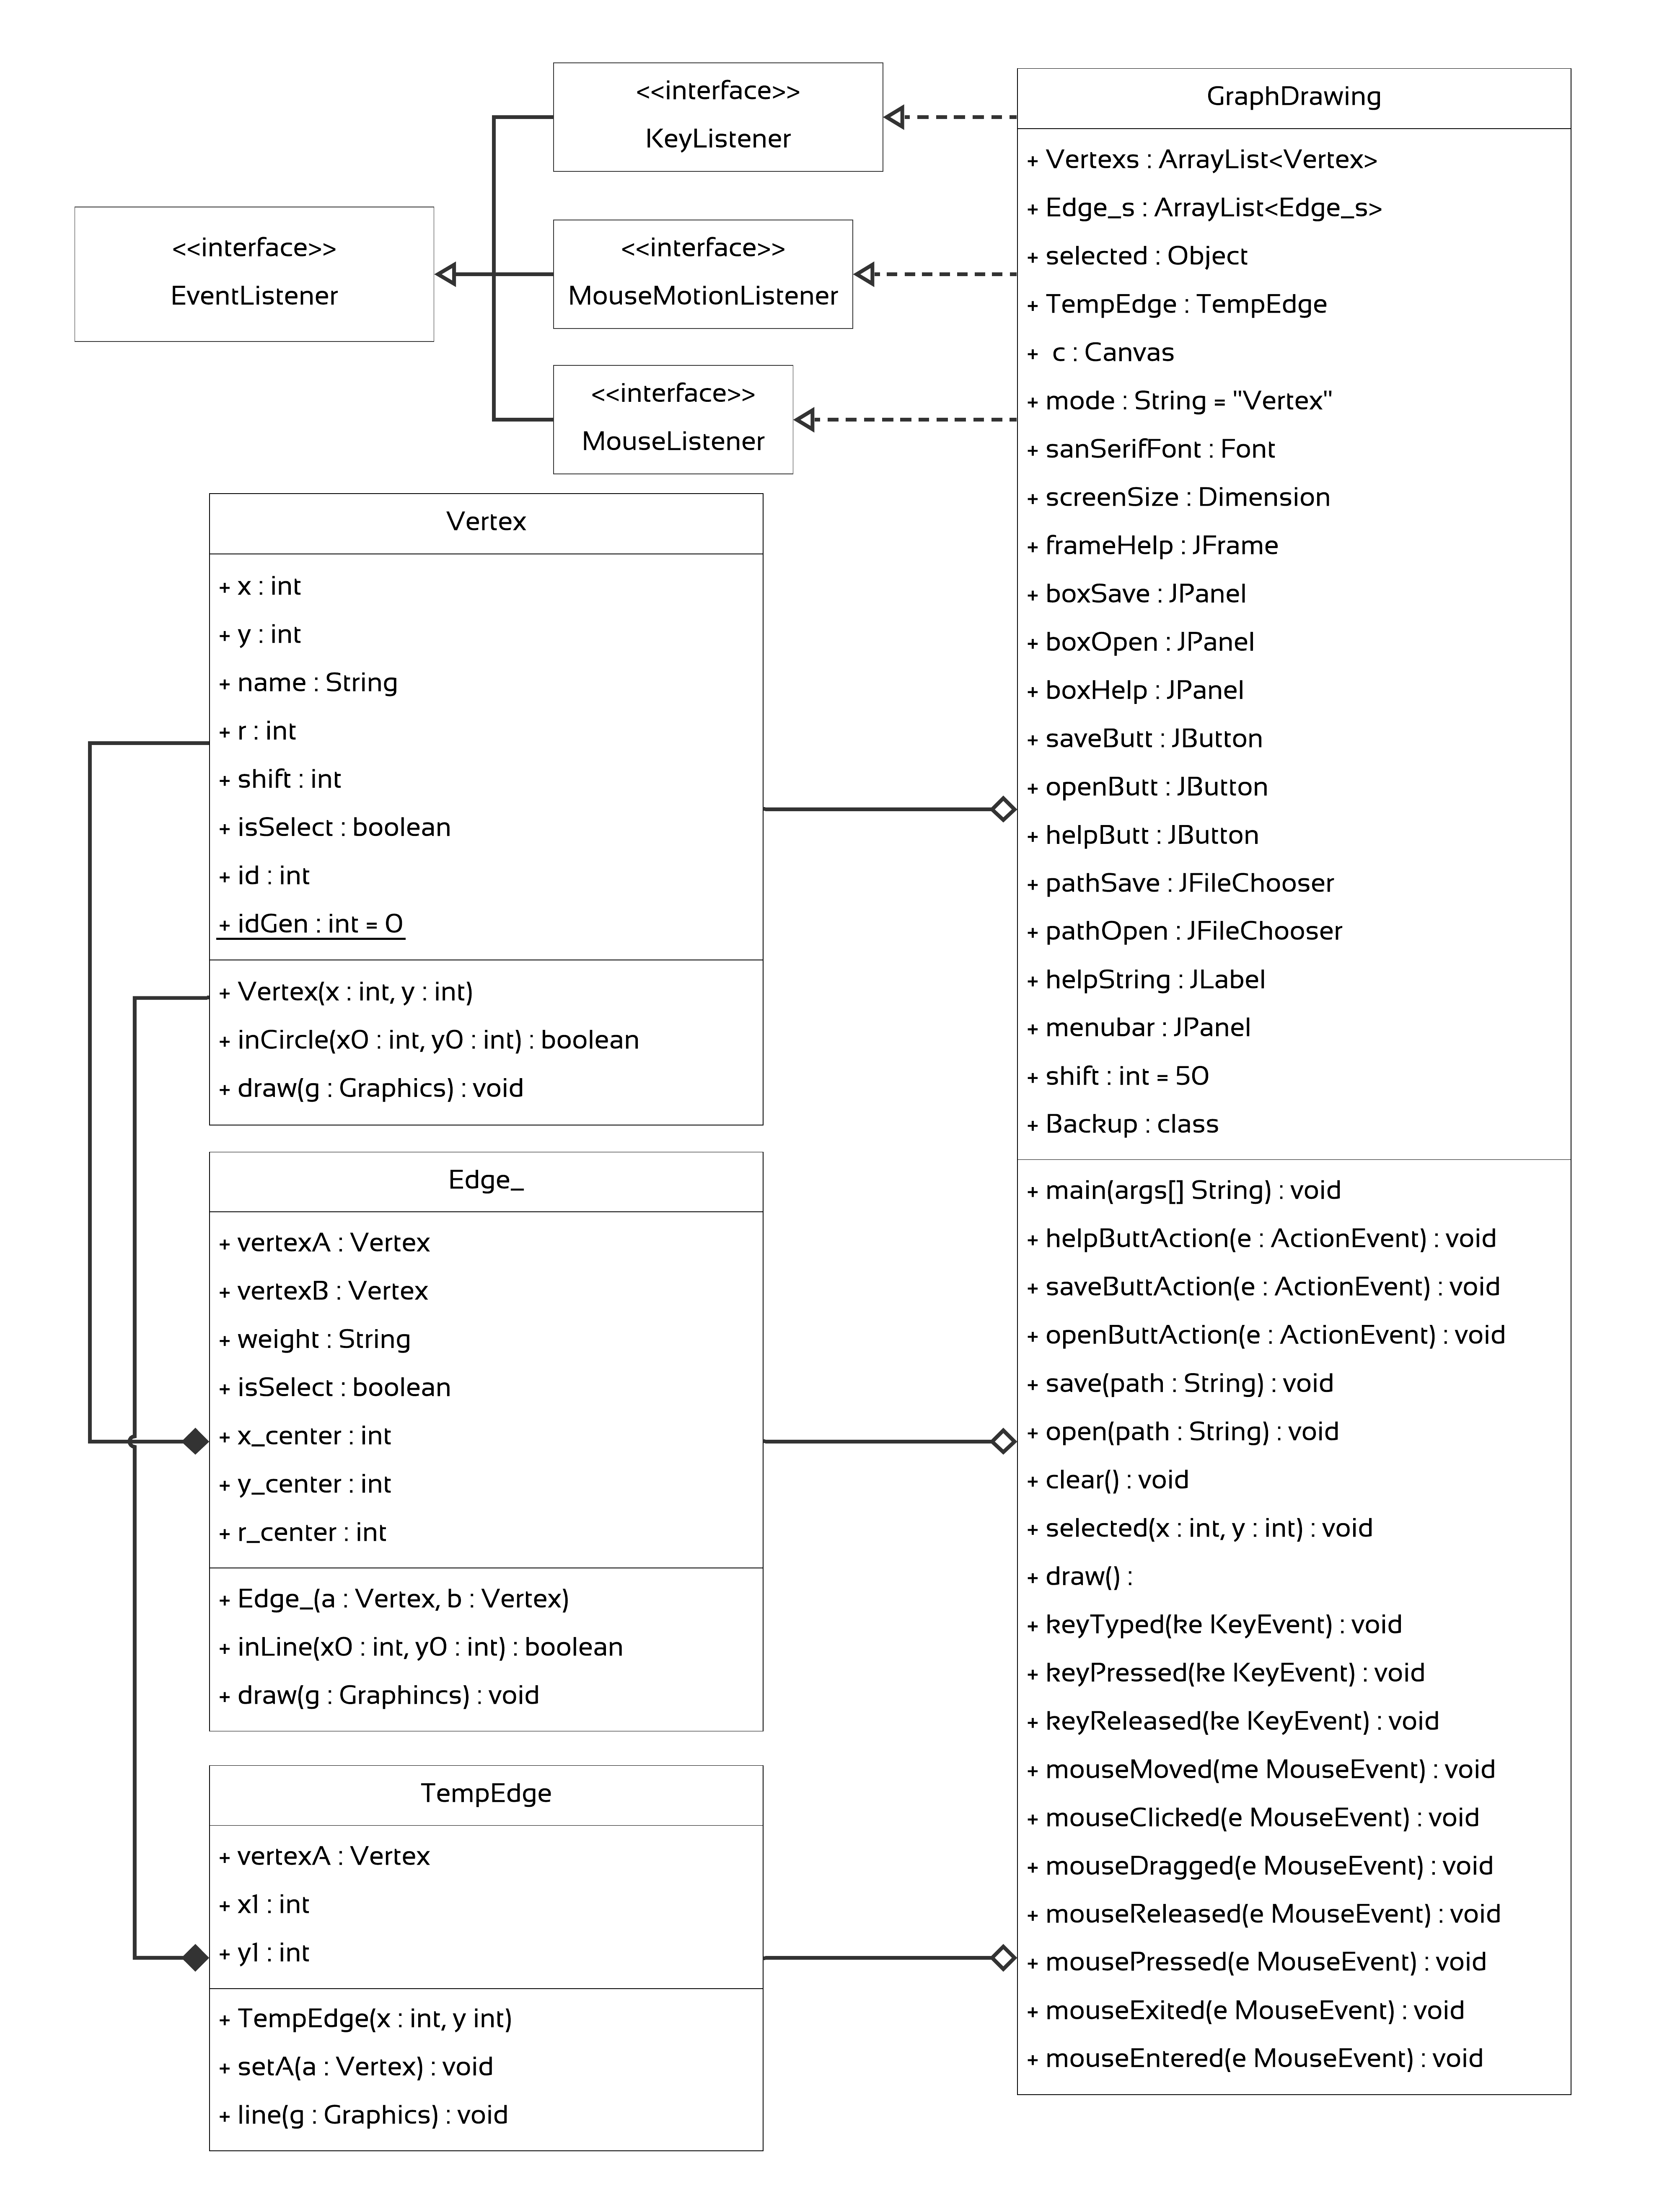 <<interface>>
KeyListener
<<interface>>
EventListener
<<interface>>
MouseMotionListener
<<interface>>
MouseListener
Vertex
+ x : int
+ y : int
+ name : String
+ r : int
+ shift : int
+ isSelect : boolean
+ id : int
+ idGen : int = 0
+ Vertex(x : int, y : int)
+ inCircle(x0 : int, y0 : int) : boolean
+ draw(g : Graphics) : void
Edge_
+ vertexA : Vertex
+ vertexB : Vertex
+ weight : String
+ isSelect : boolean
+ x_center : int
+ y_center : int
+ r_center : int
+ Edge_(a : Vertex, b : Vertex)
+ inLine(x0 : int, y0 : int) : boolean
+ draw(g : Graphincs) : void
TempEdge
+ vertexA : Vertex
+ x1 : int
+ y1 : int
+ TempEdge(x : int, y int)
+ setA(a : Vertex) : void
+ line(g : Graphics) : void
GraphDrawing
+ Vertexs : ArrayList<Vertex>
+ Edge_s : ArrayList<Edge_s>
+ selected : Object
+ TempEdge : TempEdge
+ c : Canvas
+ mode : String = "Vertex"
+ sanSerifFont : Font
+ screenSize : Dimension
+ frameHelp : JFrame
+ boxSave : JPanel
+ boxOpen : JPanel
+ boxHelp : JPanel
+ saveButt : JButton
+ openButt : JButton
+ helpButt : JButton
+ pathSave : JFileChooser
+ pathOpen : JFileChooser
+ helpString : JLabel
+ menubar : JPanel
+ shift : int = 50
+ Backup : class
+ main(args[] String) : void
+ helpButtAction(e : ActionEvent) : void
+ saveButtAction(e : ActionEvent) : void
+ openButtAction(e : ActionEvent) : void
+ save(path : String) : void
+ open(path : String) : void
+ clear() : void
+ selected(x : int, y : int) : void
+ draw() :
+ keyTyped(ke KeyEvent) : void
+ keyPressed(ke KeyEvent) : void
+ keyReleased(ke KeyEvent) : void
+ mouseMoved(me MouseEvent) : void
+ mouseClicked(e MouseEvent) : void
+ mouseDragged(e MouseEvent) : void
+ mouseReleased(e MouseEvent) : void
+ mousePressed(e MouseEvent) : void
+ mouseExited(e MouseEvent) : void
+ mouseEntered(e MouseEvent) : void